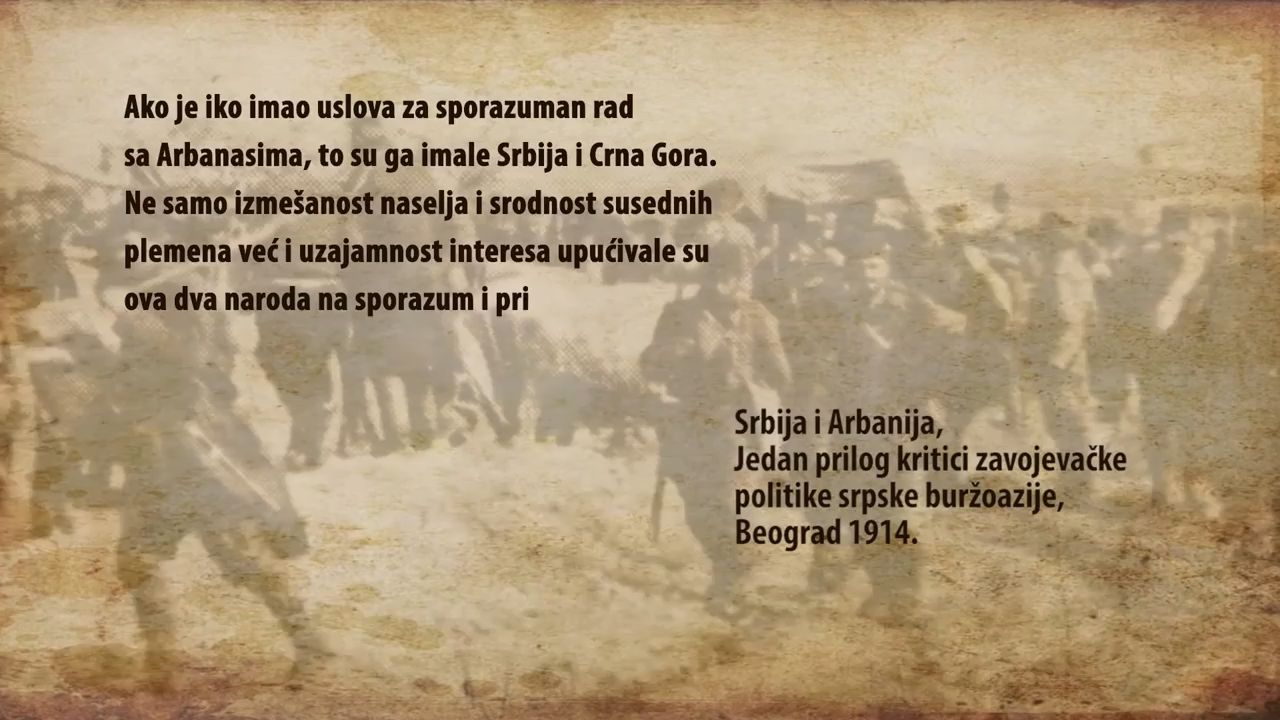 Ako je iko imao uslova za sporazuman rad
sa Arbanasima, to su ga imale Srbija i Crna Gora.
Ne samo izmešanost naselja i srodnost susednih
plemena već i uzajamnost interesa upućivale su
ova dva naroda na sporazum i pri
Srbija i Arbanija,
Jedan prilog kritici zavojevačke
politike srpske buržoazije,
Beograd 1914.